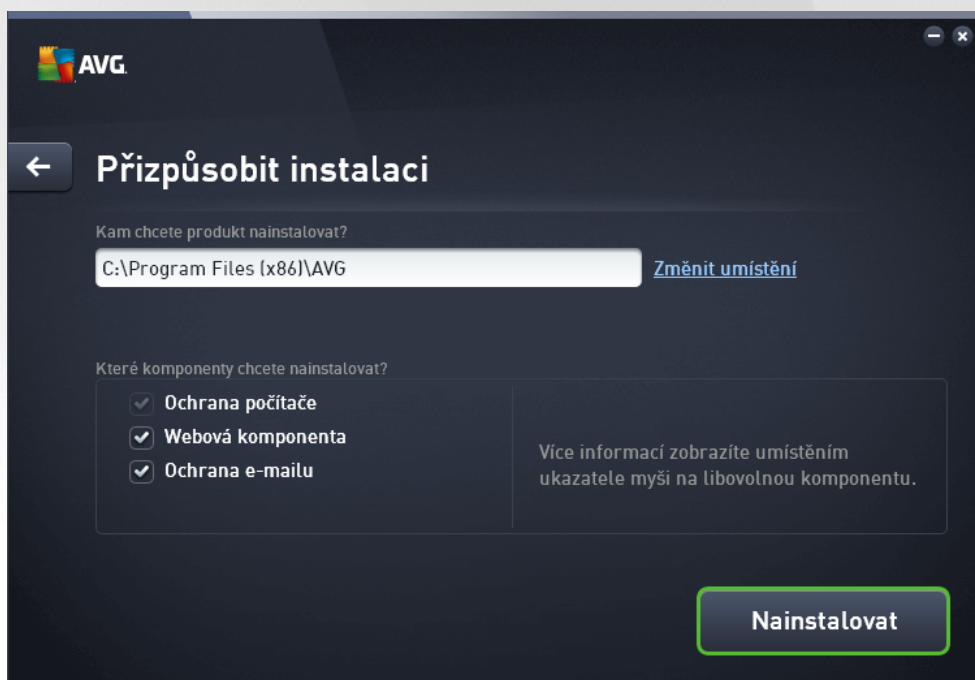 AVG.
Přizpůsobit instalaci
Kam chcete produkt nainstalovat?
C:\Program Files (x86)\AVG
Změnit umístění
Které komponenty chcete nainstalovat?
Ochrana počítače
Webová komponenta
Ochrana e-mailu
Více informací zobrazíte umístěním
ukazatele myši na libovolnou komponentu.
Nainstalovat